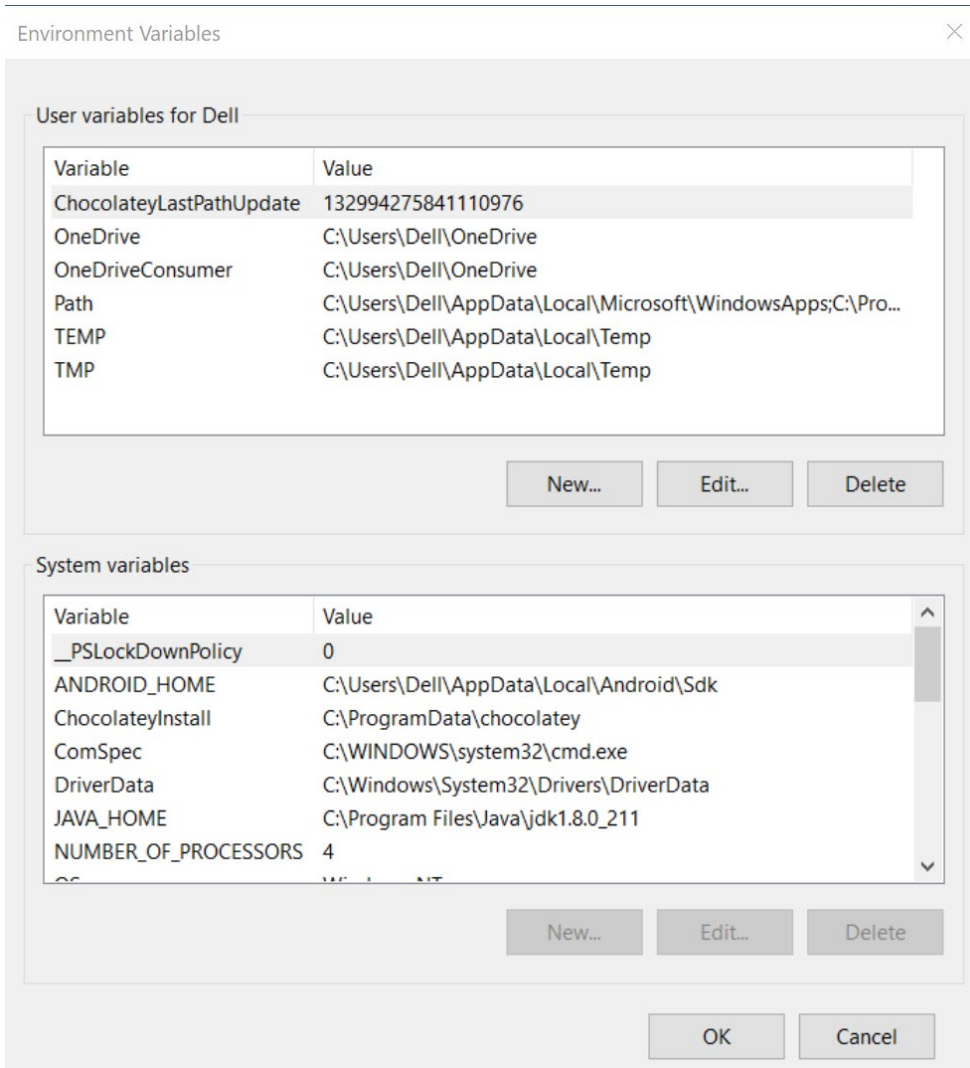 Environment Variables
User variables for Dell
Variable Value
ChocolateyLastPathUpdate 132994275841110976
OneDrive C:\Users\Dell\OneDrive
OneDriveConsumer C:\Users\Dell\OneDrive
Path C:\Users\Dell\AppData\Local\Microsoft\WindowsApps;C:\Pro...
TEMP C:\Users\Dell\AppData\Local\Temp
TMP C:\Users\Dell\AppData\Local\Temp
New... Edit... Delete
System variables
Variable Value
__PSLockDownPolicy 0
ANDROID_HOME C:\Users\Dell\AppData\Local\Android\Sdk
ChocolateyInstall C:\ProgramData\chocolatey
ComSpec C:\WINDOWS\system32\cmd.exe
DriverData C:\Windows\System32\Drivers\DriverData
JAVA_HOME C:\Program Files\Java\jdk1.8.0_211
NUMBER_OF_PROCESSORS 4
New... Edit... Delete
OK Cancel